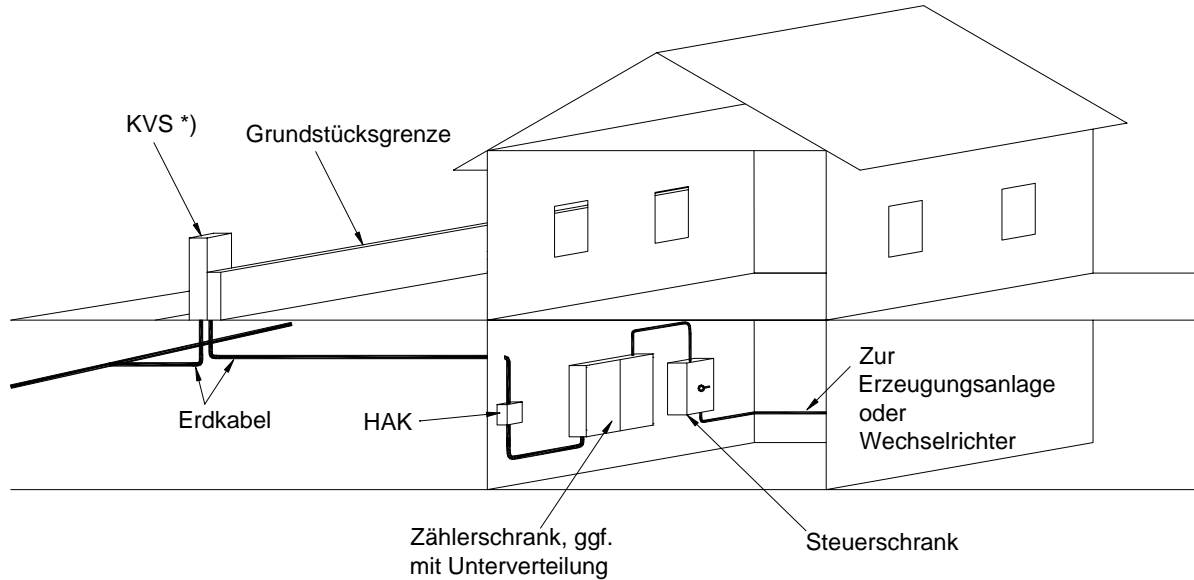 KVS *)
Grundstücksgrenze
Erdkabel
HAK
Zur
Erzeugungsanlage
oder
Wechselrichter
Zählerschrank, ggf.
mit Unterverteilung
Steuerschrank